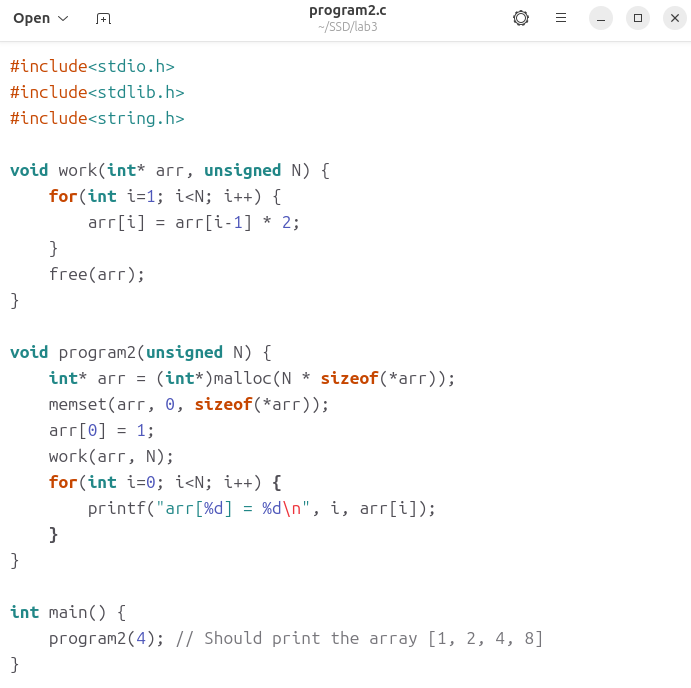 Open
program2.c
~/SSD/lab3
#include<stdio.h>
#include<stdlib.h>
#include<string.h>

void work(int* arr, unsigned N) {
    for(int i=1; i<N; i++) {
        arr[i] = arr[i-1] * 2;
    }
    free(arr);
}

void program2(unsigned N) {
    int* arr = (int*)malloc(N * sizeof(*arr));
    memset(arr, 0, sizeof(*arr));
    arr[0] = 1;
    work(arr, N);
    for(int i=0; i<N; i++) {
        printf("arr[%d] = %d\n", i, arr[i]);
    }
}

int main() {
    program2(4); // Should print the array [1, 2, 4, 8]
}